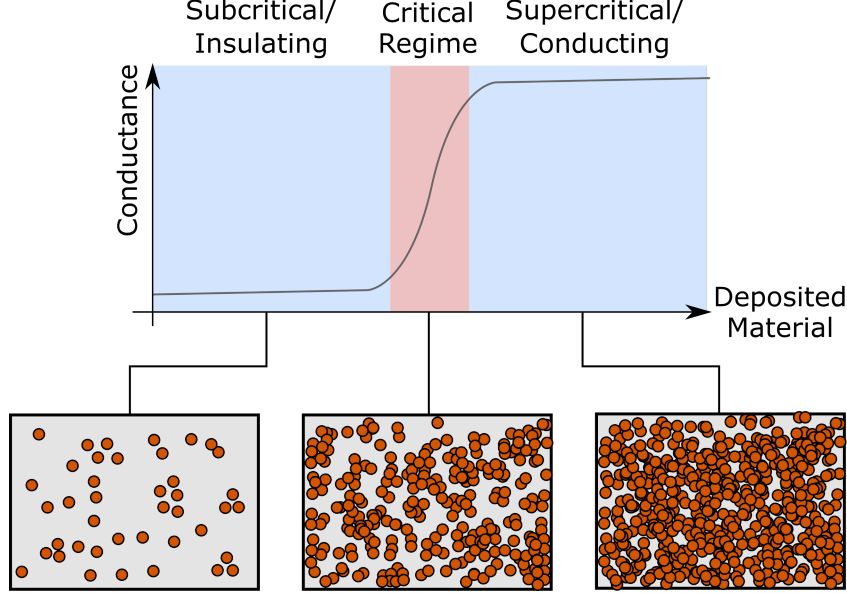 Subcritical/
Insulating
Critical
Regime
Supercritical/
Conducting
Conductance
Deposited
Material